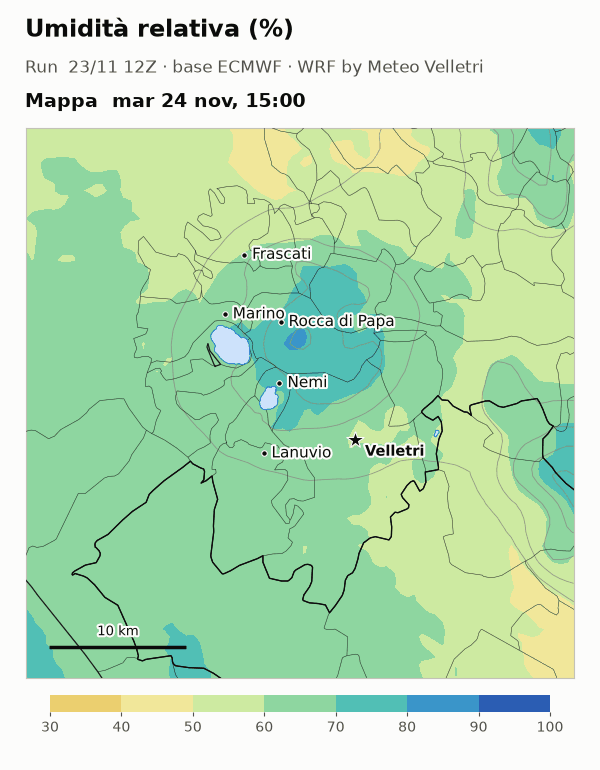 Umidità relativa (%)
Run  23/11 12Z · base ECMWF · WRF by Meteo Velletri
Mappa  mar 24 nov, 15:00
Frascati
Marino
Rocca di Papa
Nemi
Velletri
Lanuvio
10 km
30 40 50 60 70 80 90 100